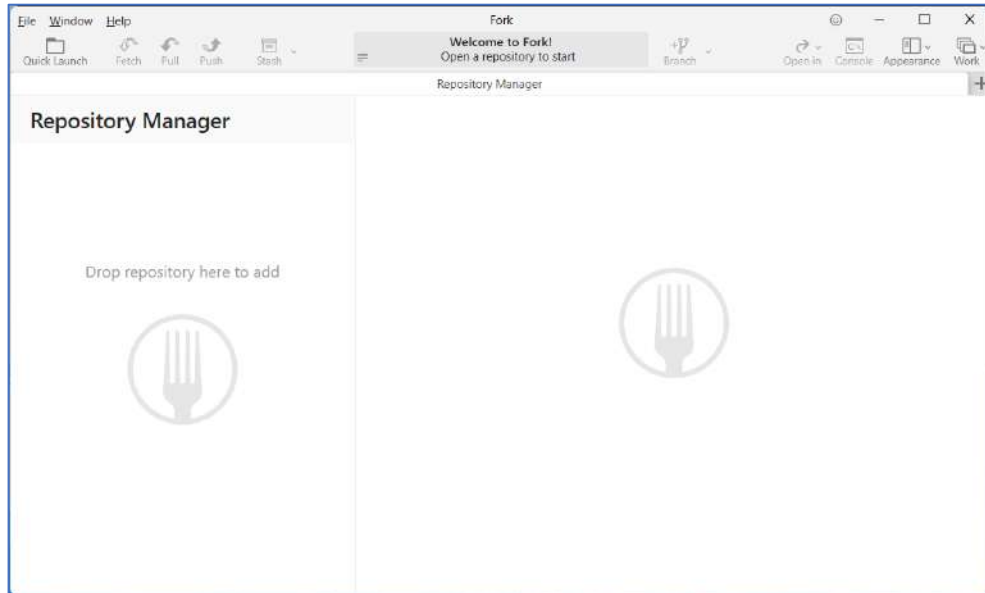 File Window Help
Fork
Quick Launch Fetch Pull Push Stash
Welcome to Fork!
Open a repository to start
Branch
Open in Console Appearance Work
Repository Manager
Repository Manager
Drop repository here to add